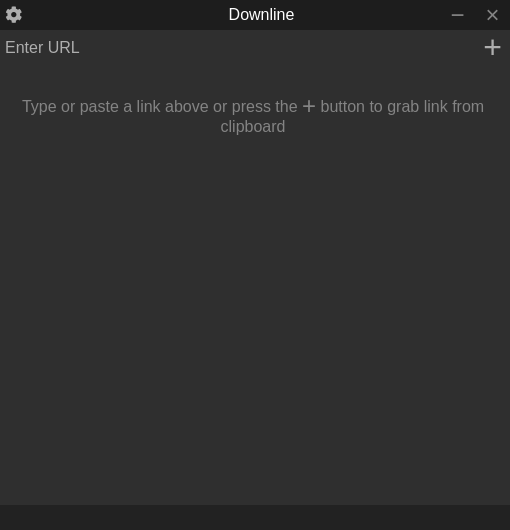 Downline
Enter URL
Type or paste a link above or press the + button to grab link from
clipboard